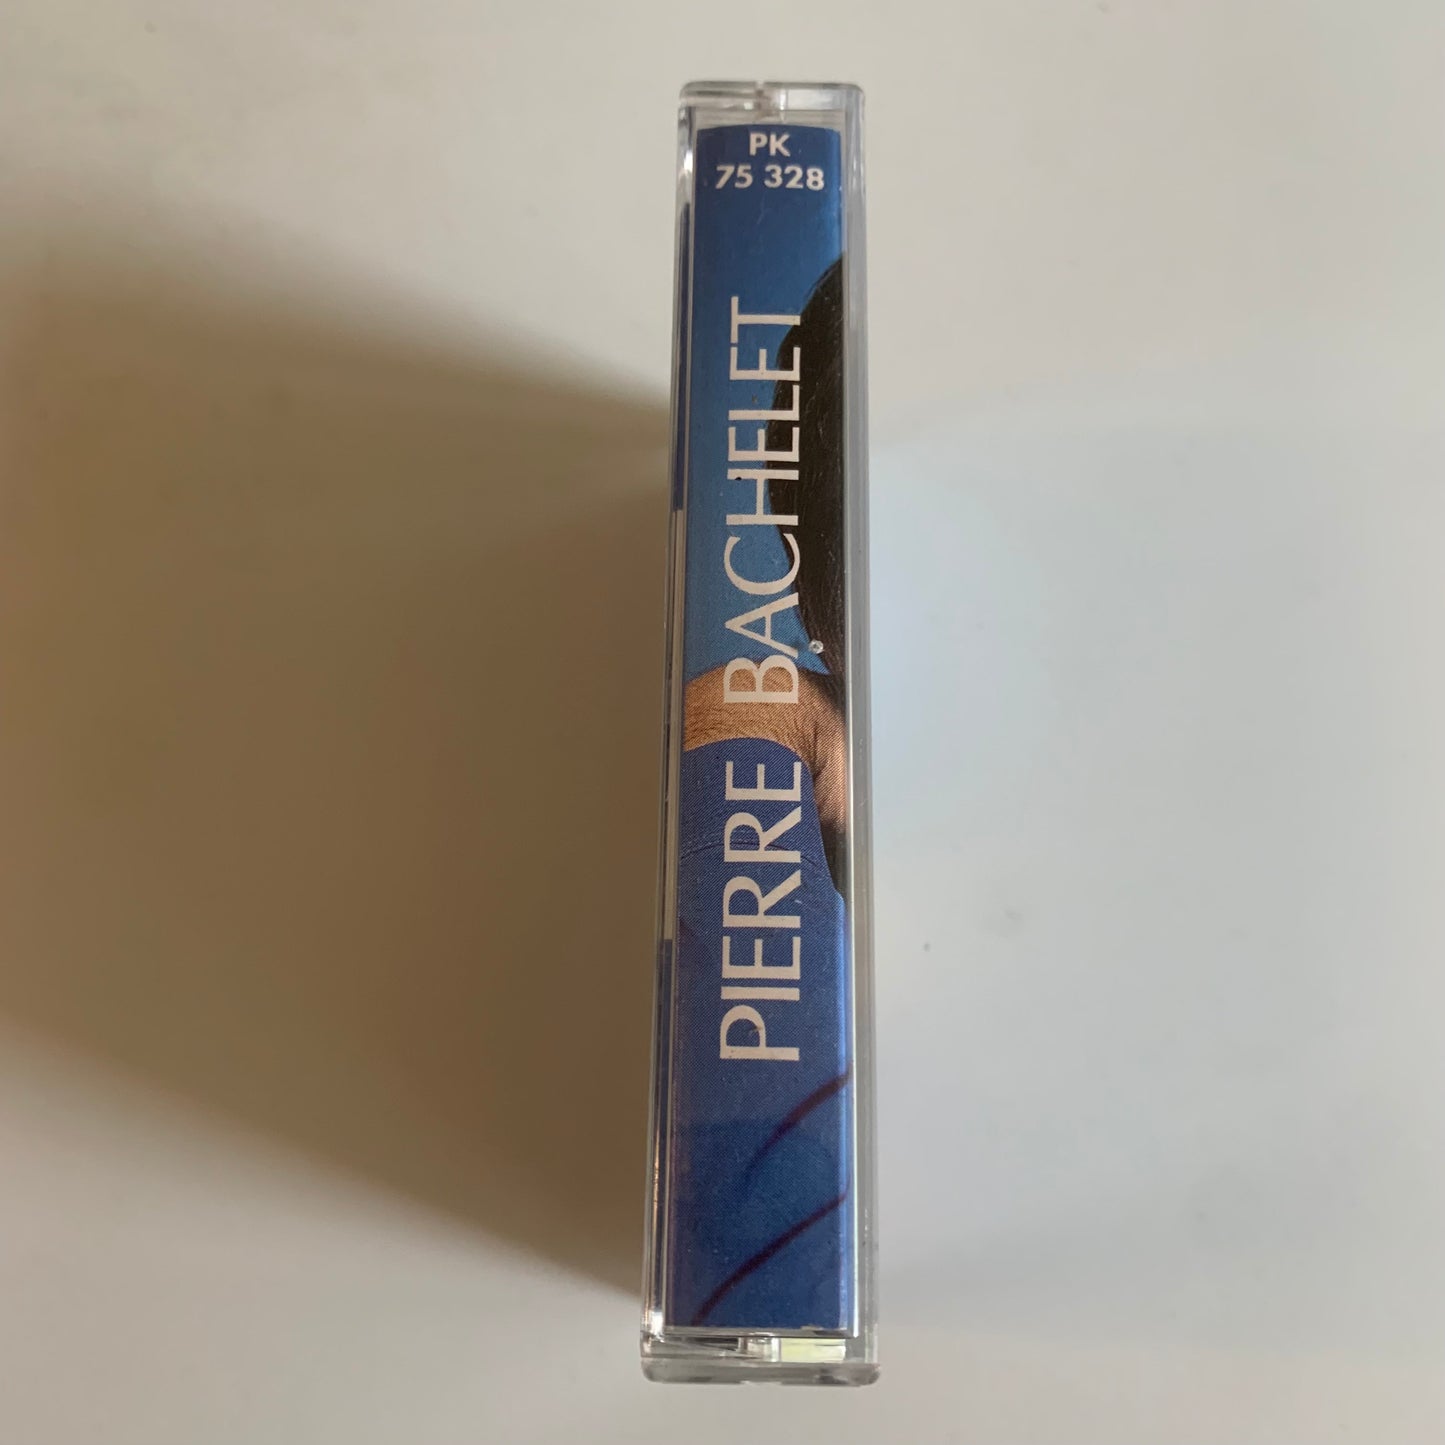 PK
75 328
PIERRE BACHELET